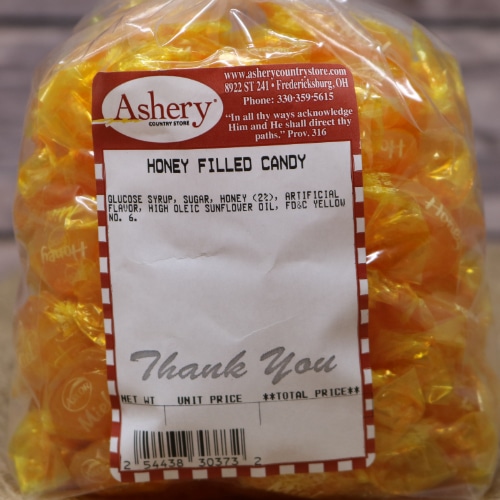 Ashery
COUNTRY STORE
www.asherycountrystore.com
8922 ST 241 • Fredericksburg, OH
Phone: 330-359-5615
"In all thy ways acknowledge
Him and He shall direct thy
paths." Prov. 316
HONEY FILLED CANDY
GLUCOSE SYRUP, SUGAR, HONEY (2%), ARTIFICIAL
FLAVOR, HIGH OLEIC SUNFLOWER OIL, FD&C YELLOW
NO. 6.
Thank You
NET WT UNIT PRICE **TOTAL PRICE**
2 54438 30373 2
Honey
Honey
Honey